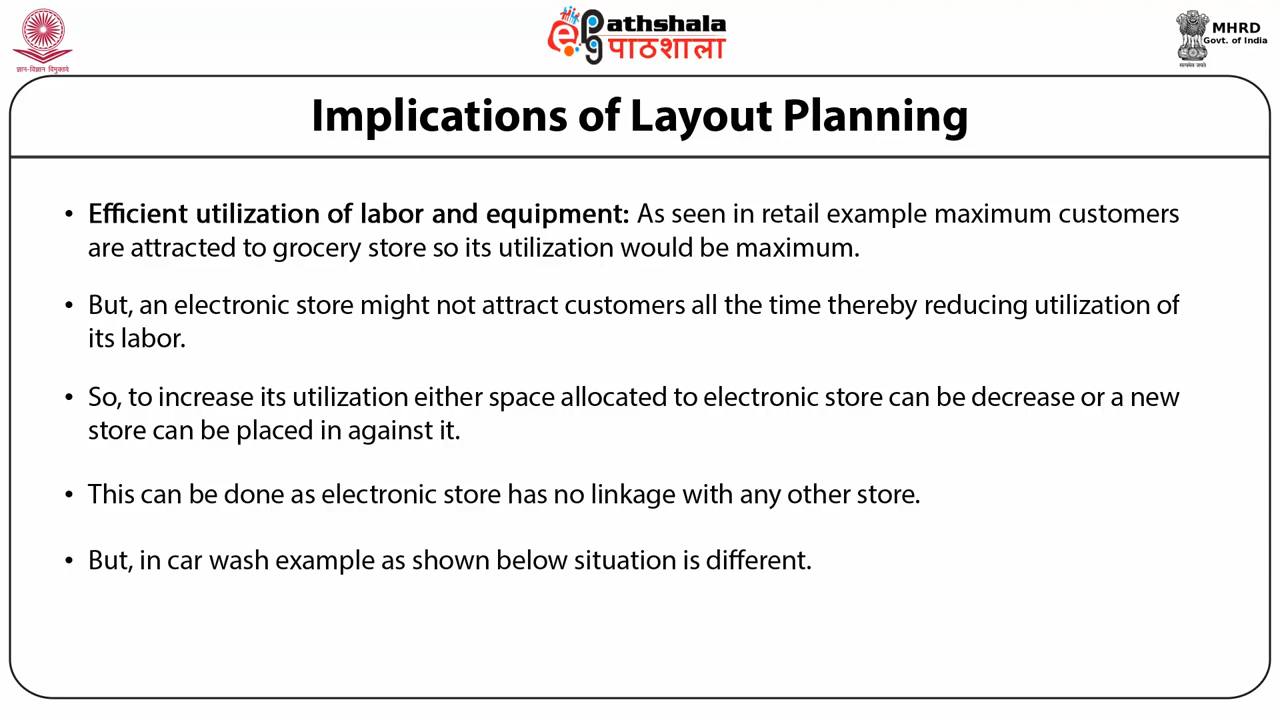 ज्ञान-विज्ञान विमुक्तये
ePathshala
पाठशाला
सत्यमेव जयते
MHRD
Govt. of India
Implications of Layout Planning
• Efficient utilization of labor and equipment: As seen in retail example maximum customers
are attracted to grocery store so its utilization would be maximum.
• But, an electronic store might not attract customers all the time thereby reducing utilization of
its labor.
• So, to increase its utilization either space allocated to electronic store can be decrease or a new
store can be placed in against it.
• This can be done as electronic store has no linkage with any other store.
• But, in car wash example as shown below situation is different.